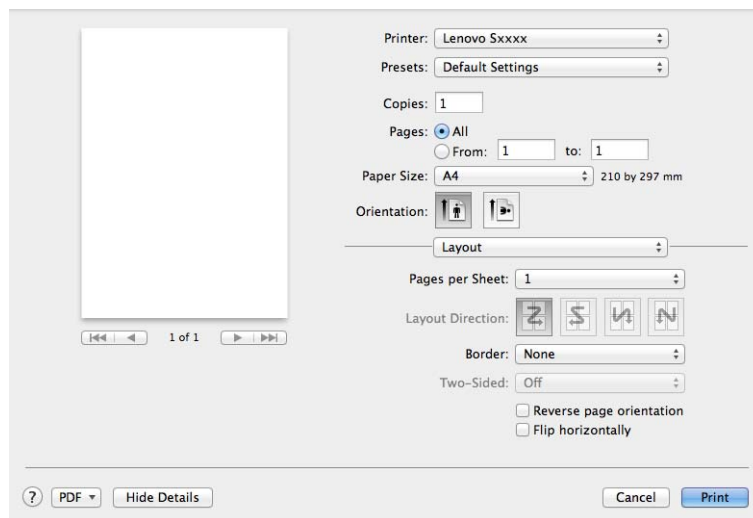 Printer: Lenovo Sxxxx
Presets: Default Settings
Copies: 1
Pages: All
From: 1 to: 1
Paper Size: A4 210 by 297 mm
Orientation:
Layout
Pages per Sheet: 1
Layout Direction:
1 of 1
Border: None
Two-Sided: Off
Reverse page orientation
Flip horizontally
? PDF Hide Details Cancel Print